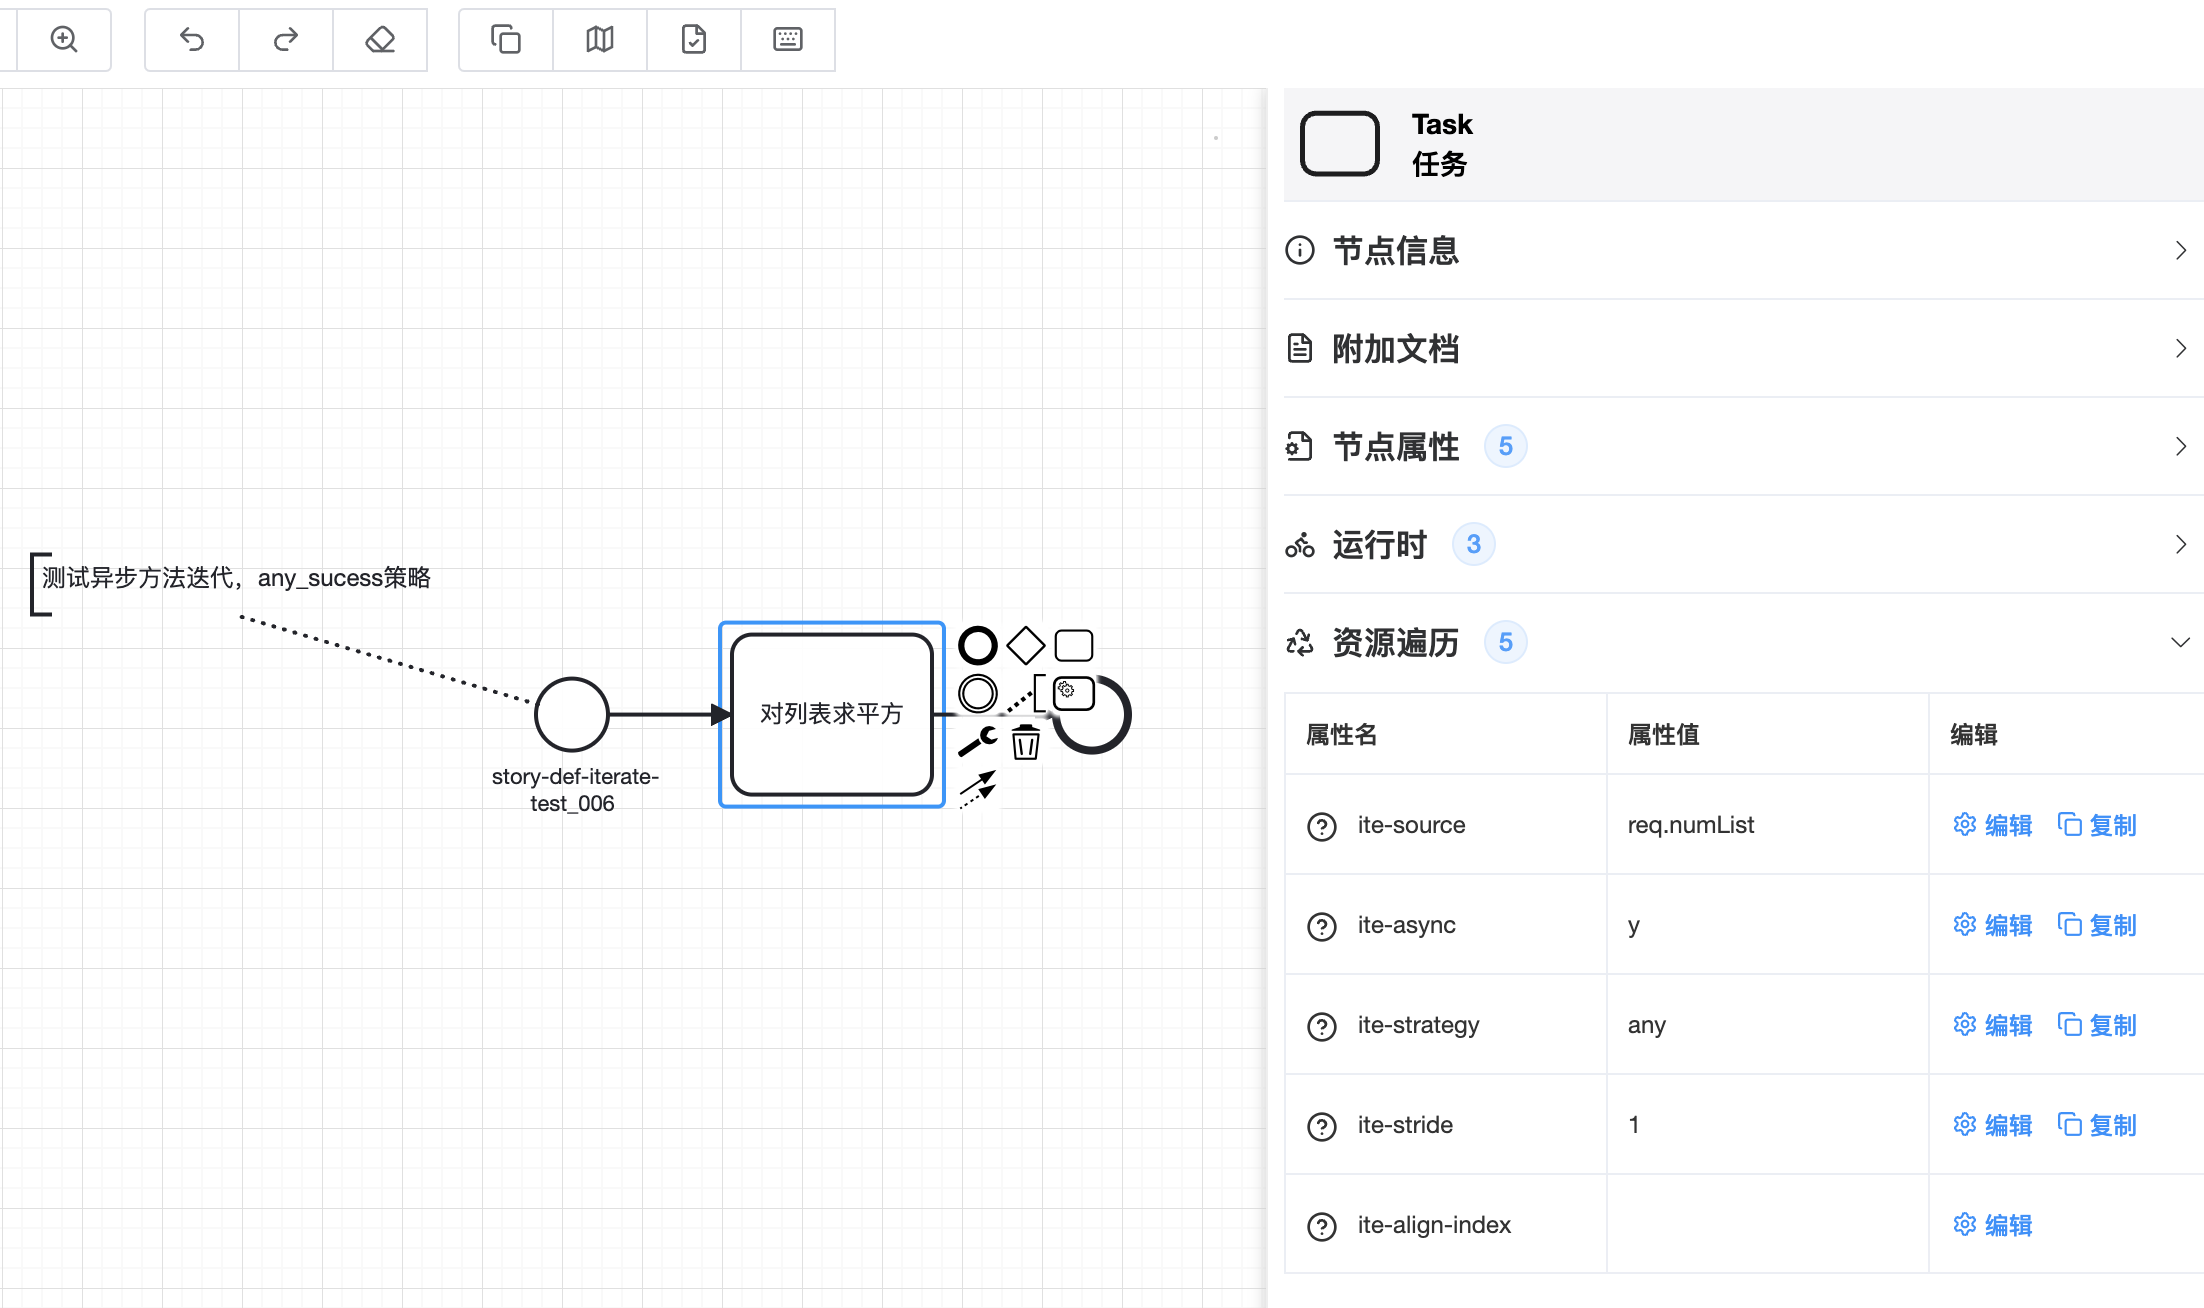 测试异步方法迭代，any_sucess策略
story-def-iterate-
test_006
对列表求平方
Task
任务
节点信息
附加文档
节点属性 5
运行时 3
资源遍历 5
属性名 属性值 编辑
ite-source req.numList 编辑 复制
ite-async y 编辑 复制
ite-strategy any 编辑 复制
ite-stride 1 编辑 复制
ite-align-index 编辑